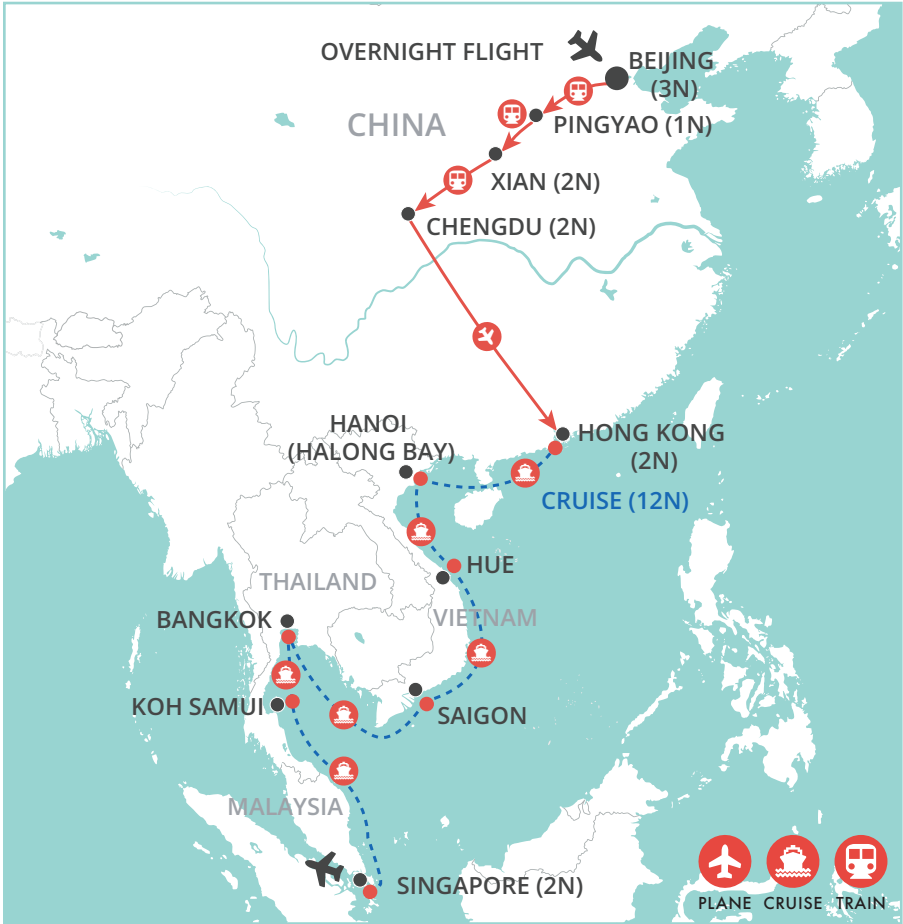 OVERNIGHT FLIGHT
BEIJING
(3N)
CHINA
PINGYAO (1N)
XIAN (2N)
CHENGDU (2N)
HANOI
(HALONG BAY)
HONG KONG
(2N)
CRUISE (12N)
HUE
THAILAND
VIETNAM
BANGKOK
KOH SAMUI
SAIGON
MALAYSIA
SINGAPORE (2N)
PLANE CRUISE TRAIN